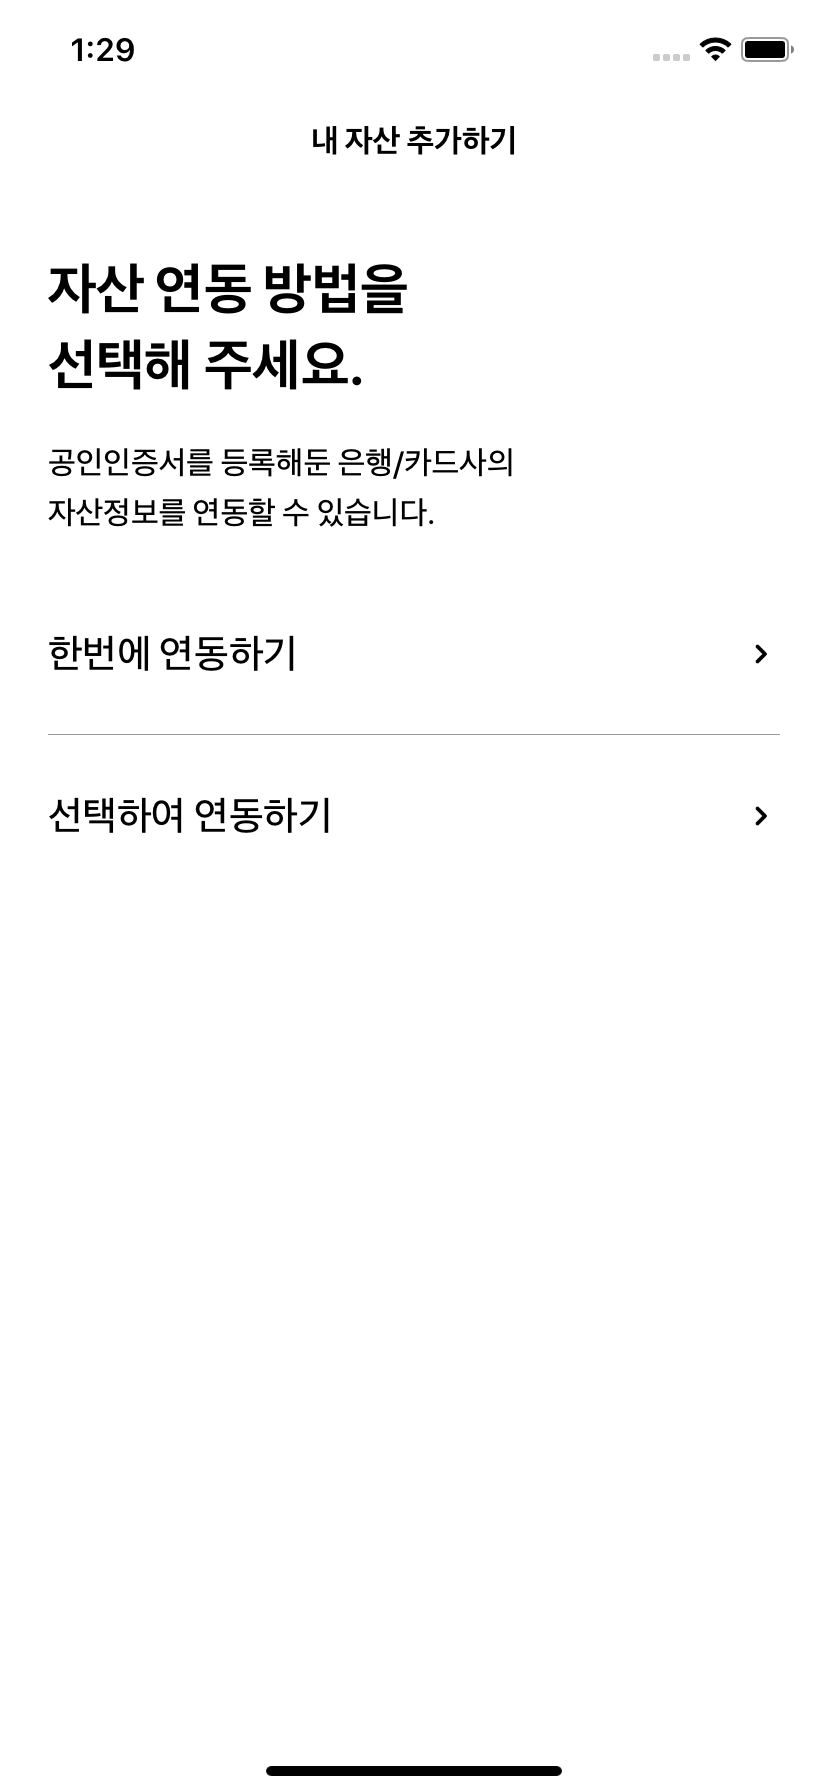 1:29
내 자산 추가하기
자산 연동 방법을
선택해 주세요.
공인인증서를 등록해둔 은행/카드사의
자산정보를 연동할 수 있습니다.
한번에 연동하기
선택하여 연동하기